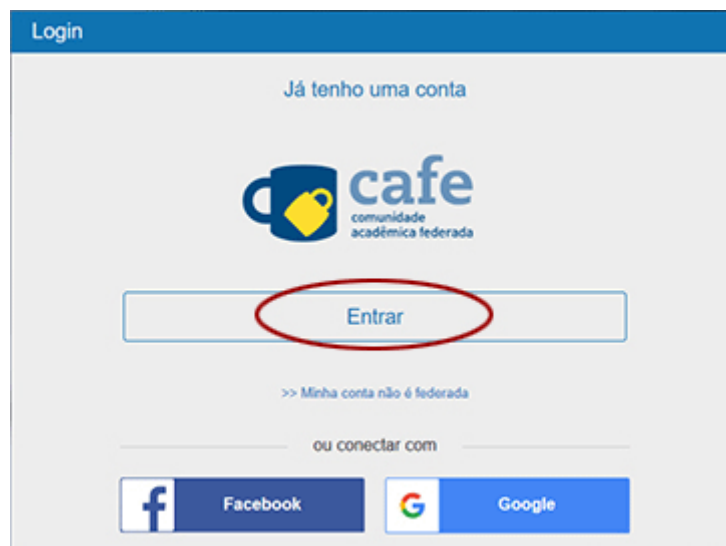 Login
Já tenho uma conta
cafe
comunidade
acadêmica federada
Entrar
>> Minha conta não é federada
ou conectar com
f Facebook
G Google